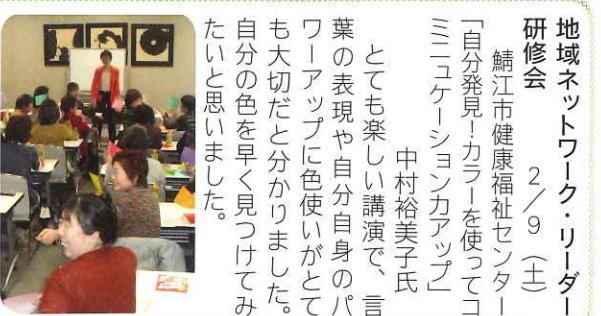 地域ネットワーク・リーダー
研修会　　2／9（土）
鯖江市健康福祉センター
「自分発見！カラーを使ってコ
ミニュケーション力アップ」
中村裕美子氏
とても楽しい講演で、言
葉の表現や自分自身のパ
ワーアップに色使いがとて
も大切だと分かりました。
自分の色を早く見つけてみ
たいと思いました。